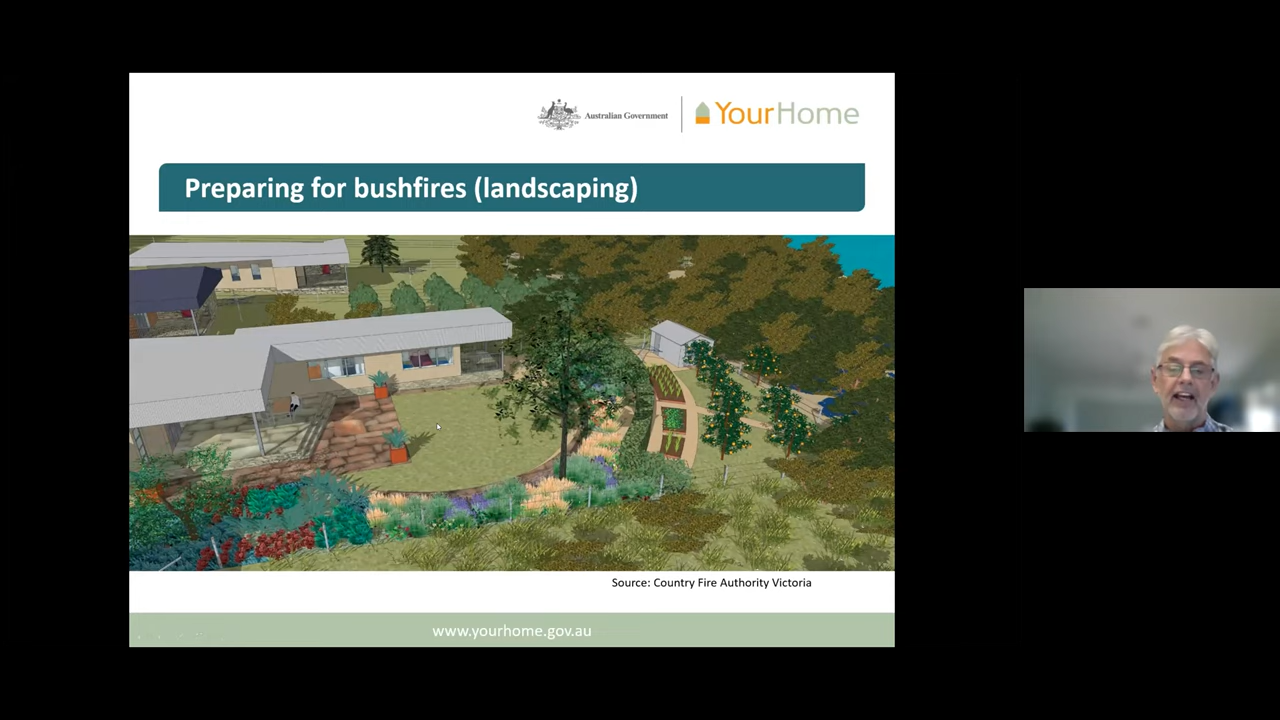 Australian Government
YourHome
Preparing for bushfires (landscaping)
Source: Country Fire Authority Victoria
www.yourhome.gov.au